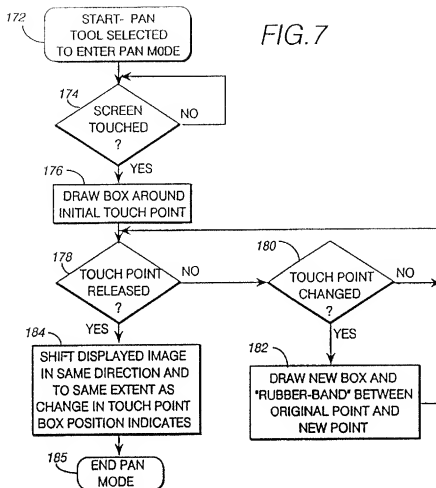 172
START- PAN
TOOL SELECTED
TO ENTER PAN MODE
FIG.7
174
SCREEN
TOUCHED
?
NO
YES
176
DRAW BOX AROUND
INITIAL TOUCH POINT
178
TOUCH POINT
RELEASED
?
NO
YES
180
TOUCH POINT
CHANGED
?
NO
YES
184
SHIFT DISPLAYED IMAGE
IN SAME DIRECTION AND
TO SAME EXTENT AS
CHANGE IN TOUCH POINT
BOX POSITION INDICATES
182
DRAW NEW BOX AND
"RUBBER-BAND" BETWEEN
ORIGINAL POINT AND
NEW POINT
185
END PAN
MODE